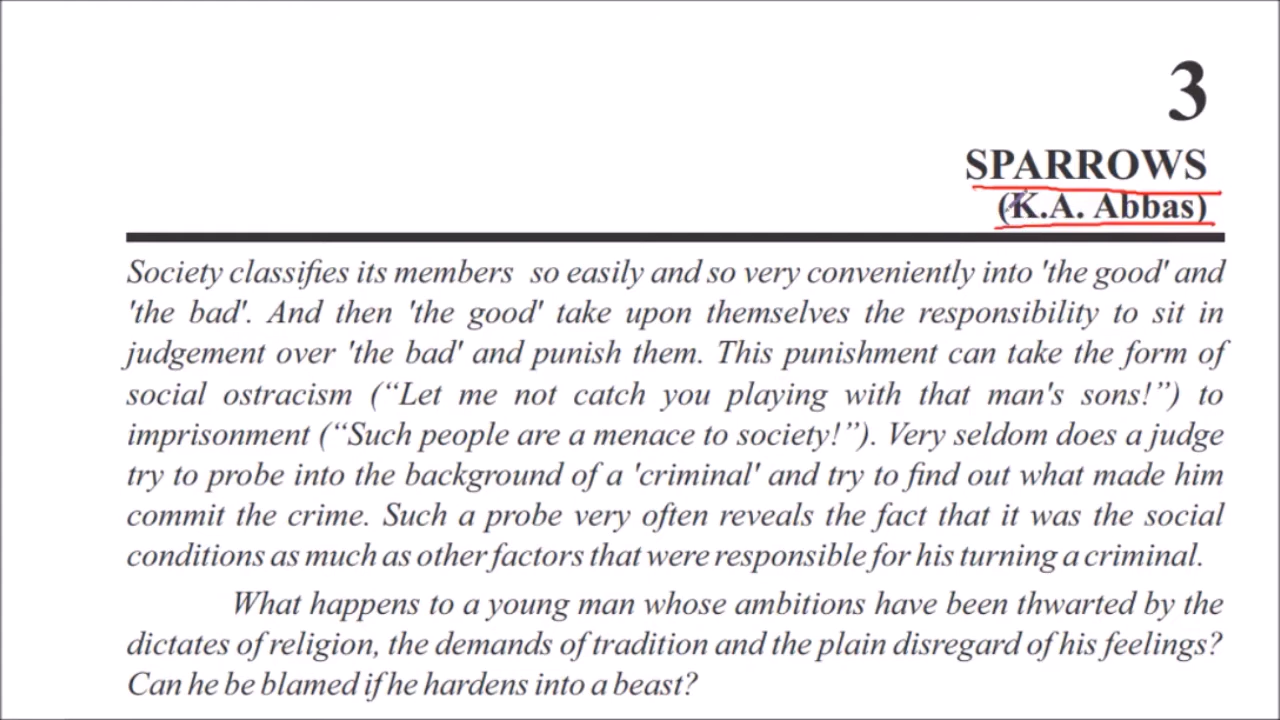 3
SPARROWS
(K.A. Abbas)
Society classifies its members so easily and so very conveniently into 'the good' and
'the bad'. And then 'the good' take upon themselves the responsibility to sit in
judgement over 'the bad' and punish them. This punishment can take the form of
social ostracism (“Let me not catch you playing with that man's sons!”) to
imprisonment (“Such people are a menace to society!”). Very seldom does a judge
try to probe into the background of a 'criminal' and try to find out what made him
commit the crime. Such a probe very often reveals the fact that it was the social
conditions as much as other factors that were responsible for his turning a criminal.
What happens to a young man whose ambitions have been thwarted by the
dictates of religion, the demands of tradition and the plain disregard of his feelings?
Can he be blamed if he hardens into a beast?